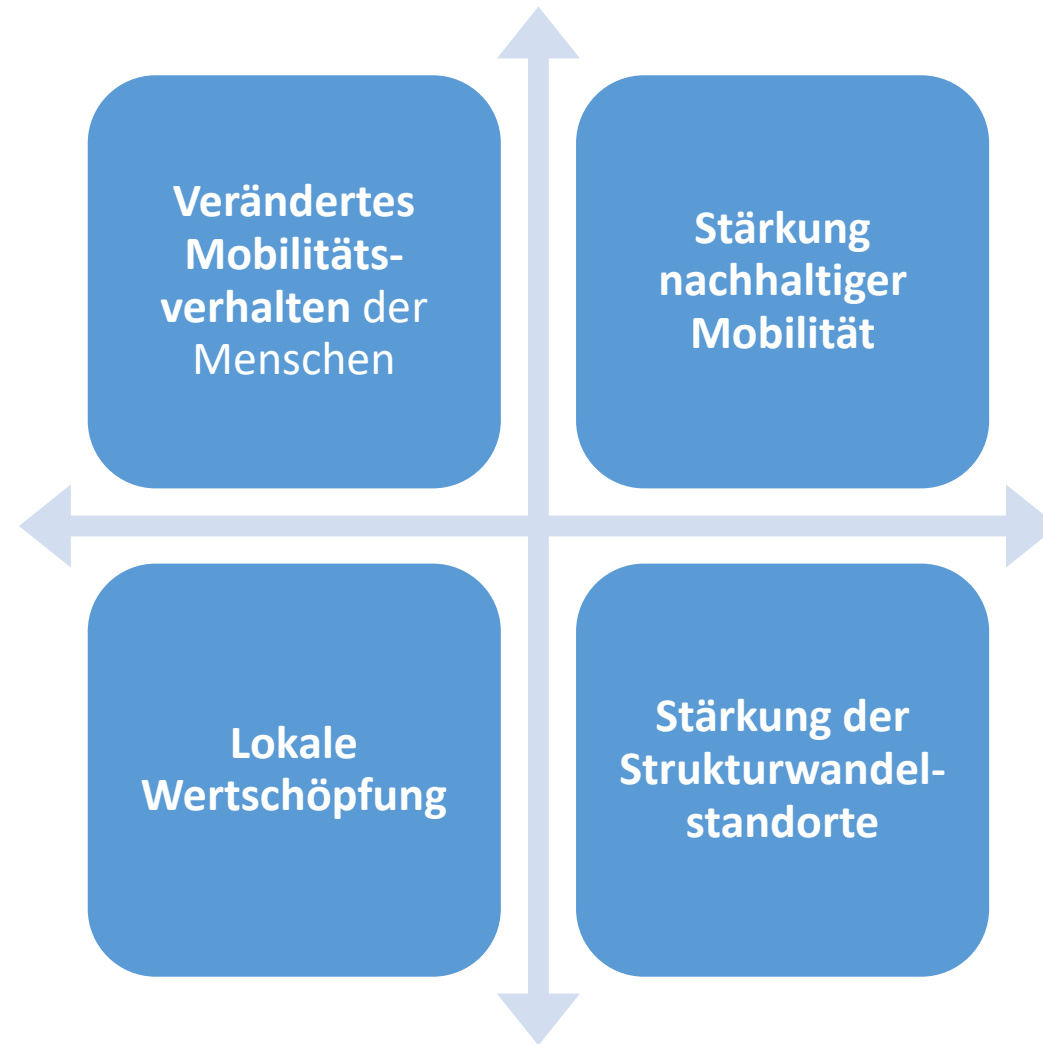 Verändertes
Mobilitäts-
verhalten der
Menschen
Stärkung
nachhaltiger
Mobilität
Lokale
Wertschöpfung
Stärkung der
Strukturwandel-
standorte